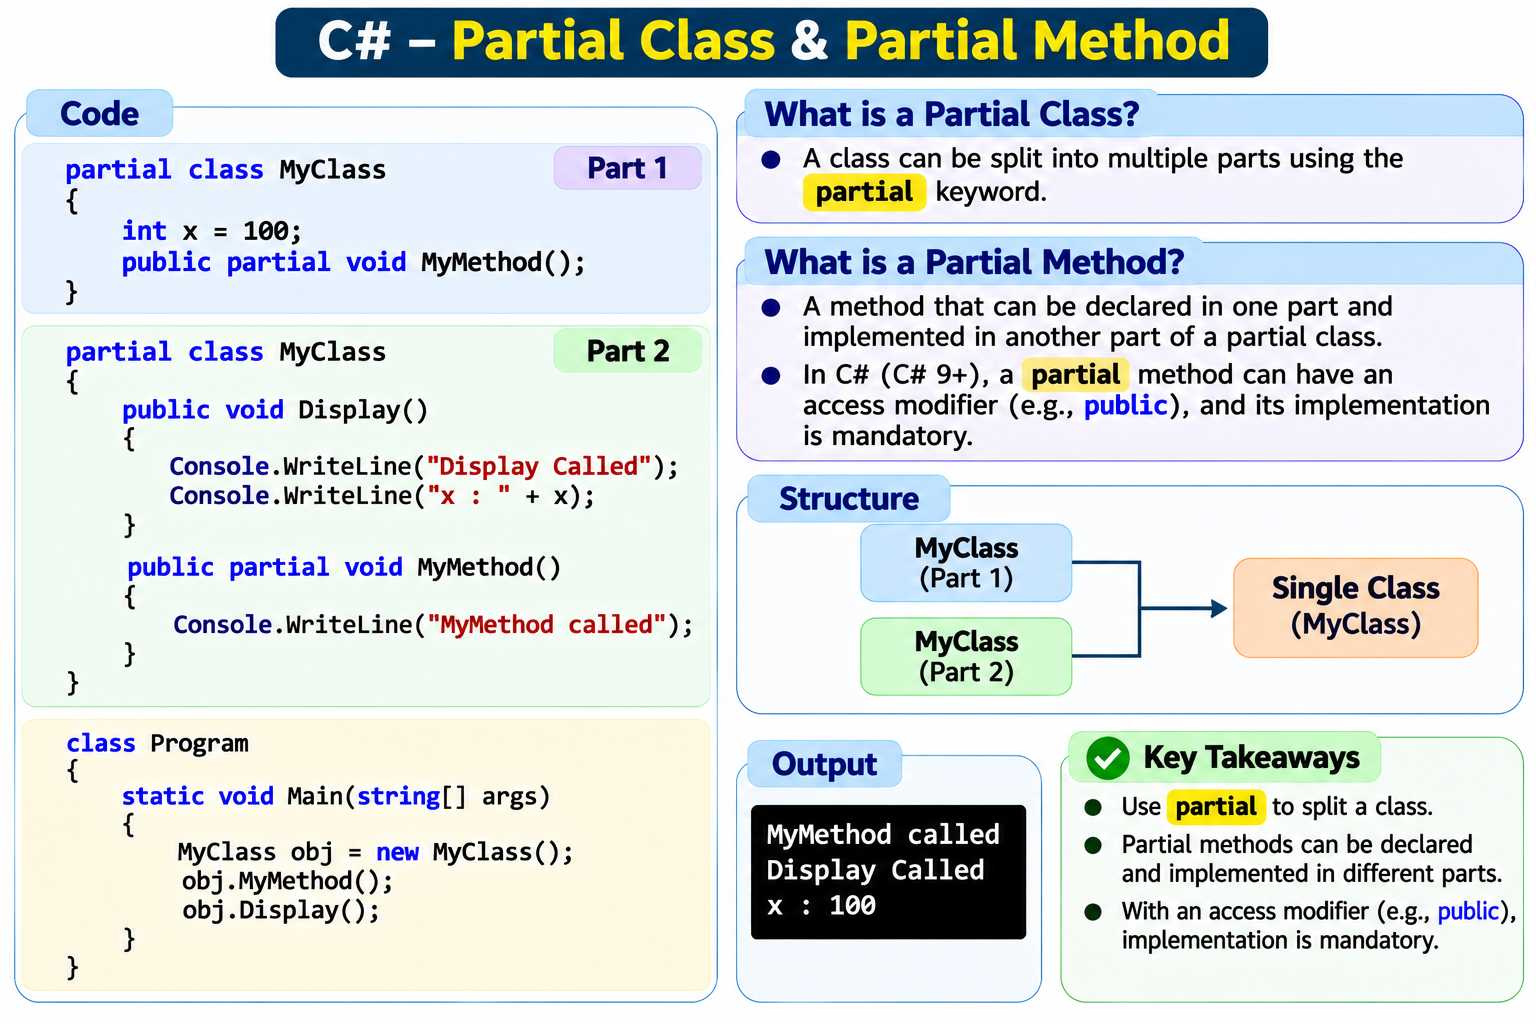 C# – Partial Class & Partial Method
Code
partial class MyClass
Part 1
{
int x = 100;
public partial void MyMethod();
}
partial class MyClass
Part 2
{
public void Display()
{
Console.WriteLine("Display Called");
Console.WriteLine("x : " + x);
}
public partial void MyMethod()
{
Console.WriteLine("MyMethod called");
}
}
class Program
{
static void Main(string[] args)
{
MyClass obj = new MyClass();
obj.MyMethod();
obj.Display();
}
}
What is a Partial Class?
● A class can be split into multiple parts using the
partial keyword.
What is a Partial Method?
● A method that can be declared in one part and
implemented in another part of a partial class.
● In C# (C# 9+), a partial method can have an
access modifier (e.g., public), and its implementation
is mandatory.
Structure
MyClass
(Part 1)
MyClass
(Part 2)
Single Class
(MyClass)
Output
MyMethod called
Display Called
x : 100
Key Takeaways
● Use partial to split a class.
● Partial methods can be declared
and implemented in different parts.
● With an access modifier (e.g., public),
implementation is mandatory.